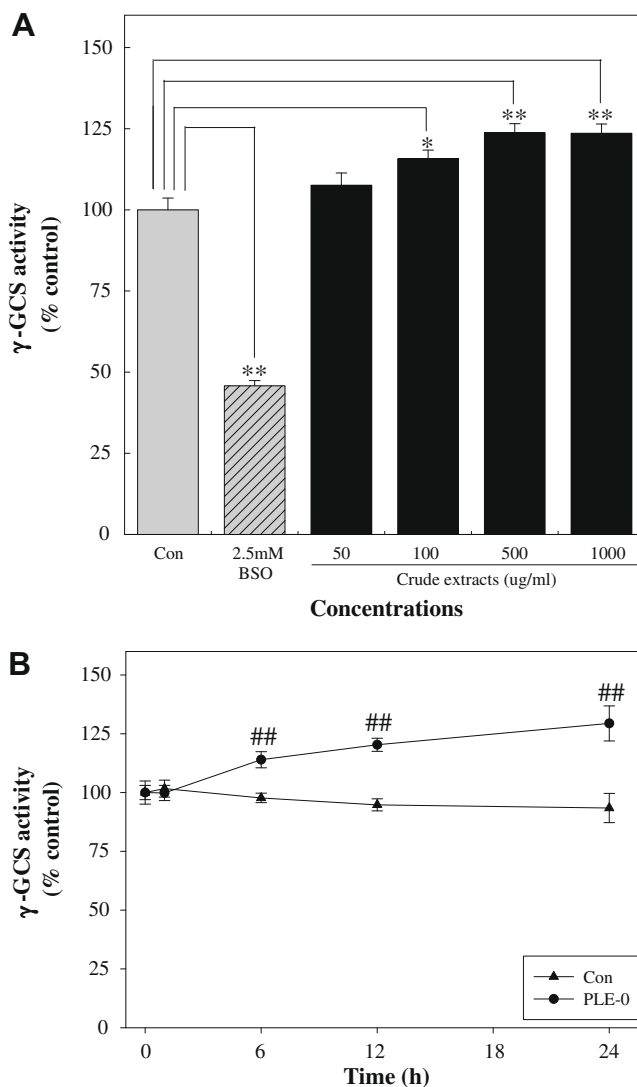 A
γ-GCS activity
(% control)
150
125
100
75
50
25
0
**
*
**
**
Con
2.5mM
BSO
50
100
500
1000
Crude extracts (ug/ml)
Concentrations
B
γ-GCS activity
(% control)
150
125
100
75
50
25
0
##
##
##
Con
PLE-0
0
6
12
18
24
Time (h)